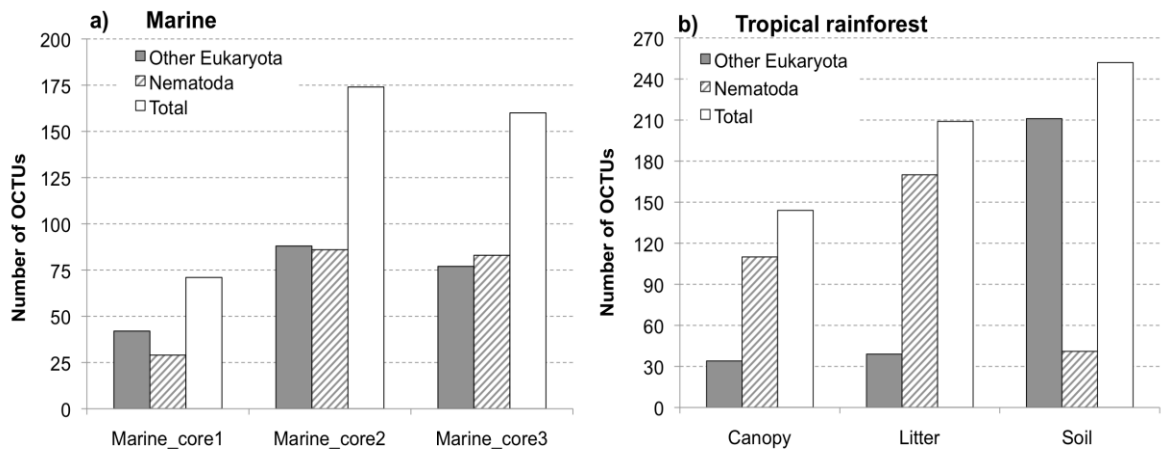 a) Marine
200
175
150
125
100
75
50
25
0
Number of OCTUs
Other Eukaryota
Nematoda
Total
Marine_core1 Marine_core2 Marine_core3
b) Tropical rainforest
270
240
210
180
150
120
90
60
30
0
Number of OCTUs
Other Eukaryota
Nematoda
Total
Canopy Litter Soil